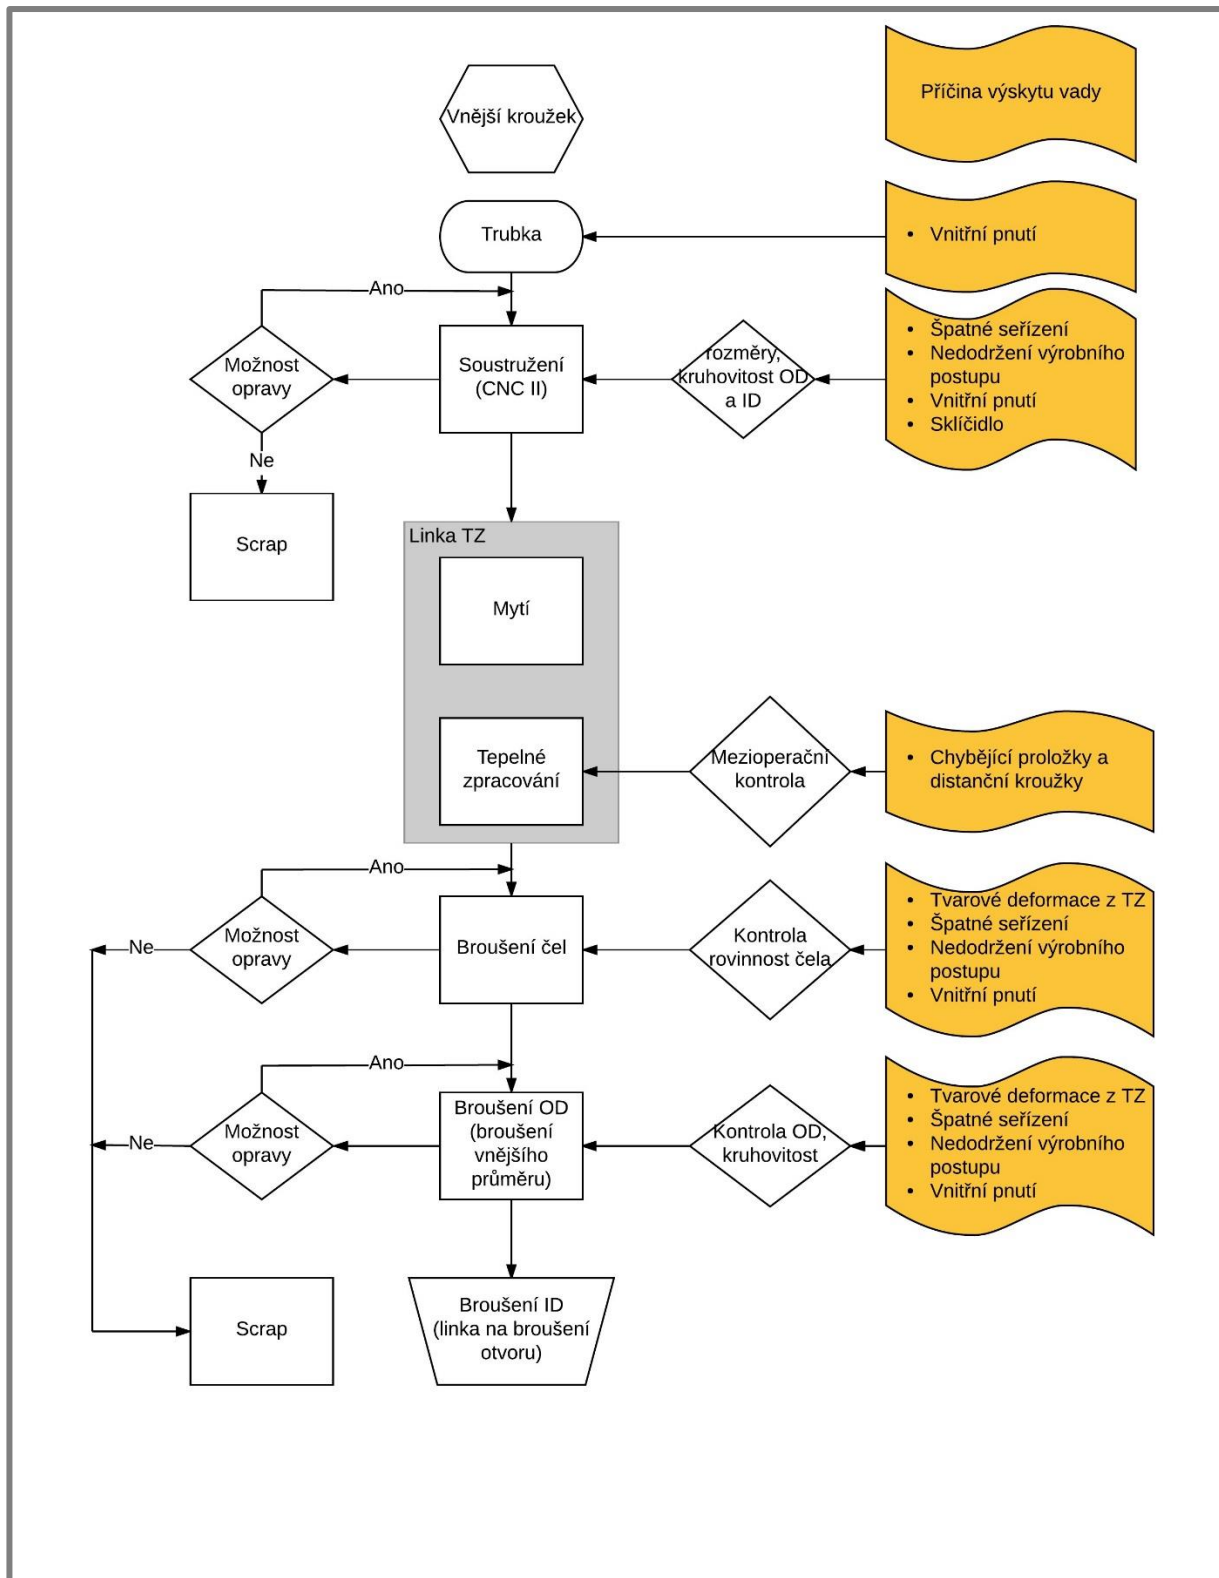 Příčina výskytu vady
Vnější kroužek
Trubka
• Vnitřní pnutí
Ano
Možnost
opravy
Soustružení
(CNC II)
rozměry,
kruhovitost OD
a ID
• Špatné seřízení
• Nedodržení výrobního
postupu
• Vnitřní pnutí
• Sklíčidlo
Ne
Scrap
Linka TZ
Mytí
Tepelné
zpracování
Mezioperační
kontrola
• Chybějící proložky a
distanční kroužky
Ano
Ne
Možnost
opravy
Broušení čel
Kontrola
rovinnost čela
• Tvarové deformace z TZ
• Špatné seřízení
• Nedodržení výrobního
postupu
• Vnitřní pnutí
Ano
Ne
Možnost
opravy
Broušení OD
(broušení
vnějšího
průměru)
Kontrola OD,
kruhovitost
• Tvarové deformace z TZ
• Špatné seřízení
• Nedodržení výrobního
postupu
• Vnitřní pnutí
Scrap
Broušení ID
(linka na broušení
otvoru)